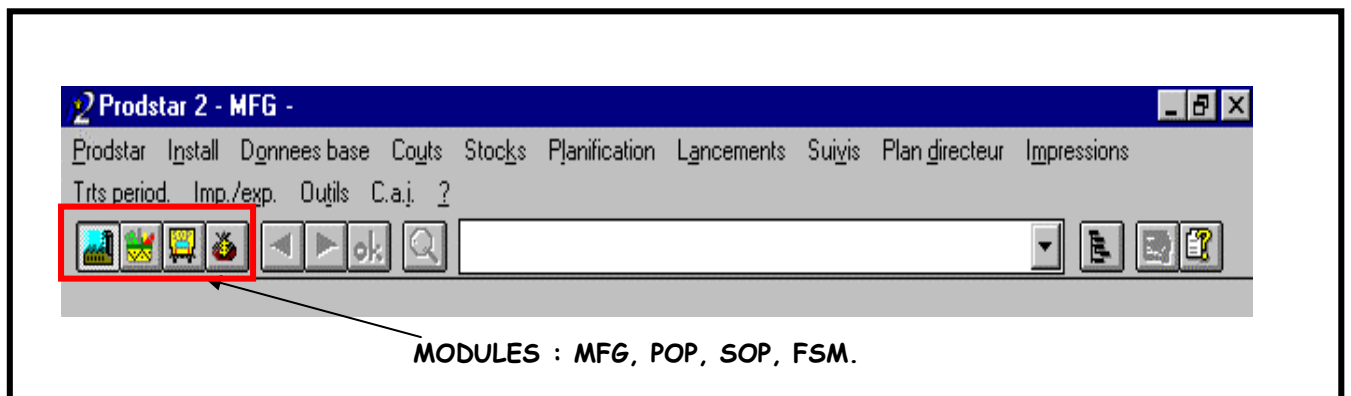 Prodstar 2 - MFG -
Prodstar Install Donnees base Couts Stocks Planification Lancements Suivis Plan directeur Impressions
Trts period. Imp./exp. Outils C.a.i. ?
ok
MODULES : MFG, POP, SOP, FSM.